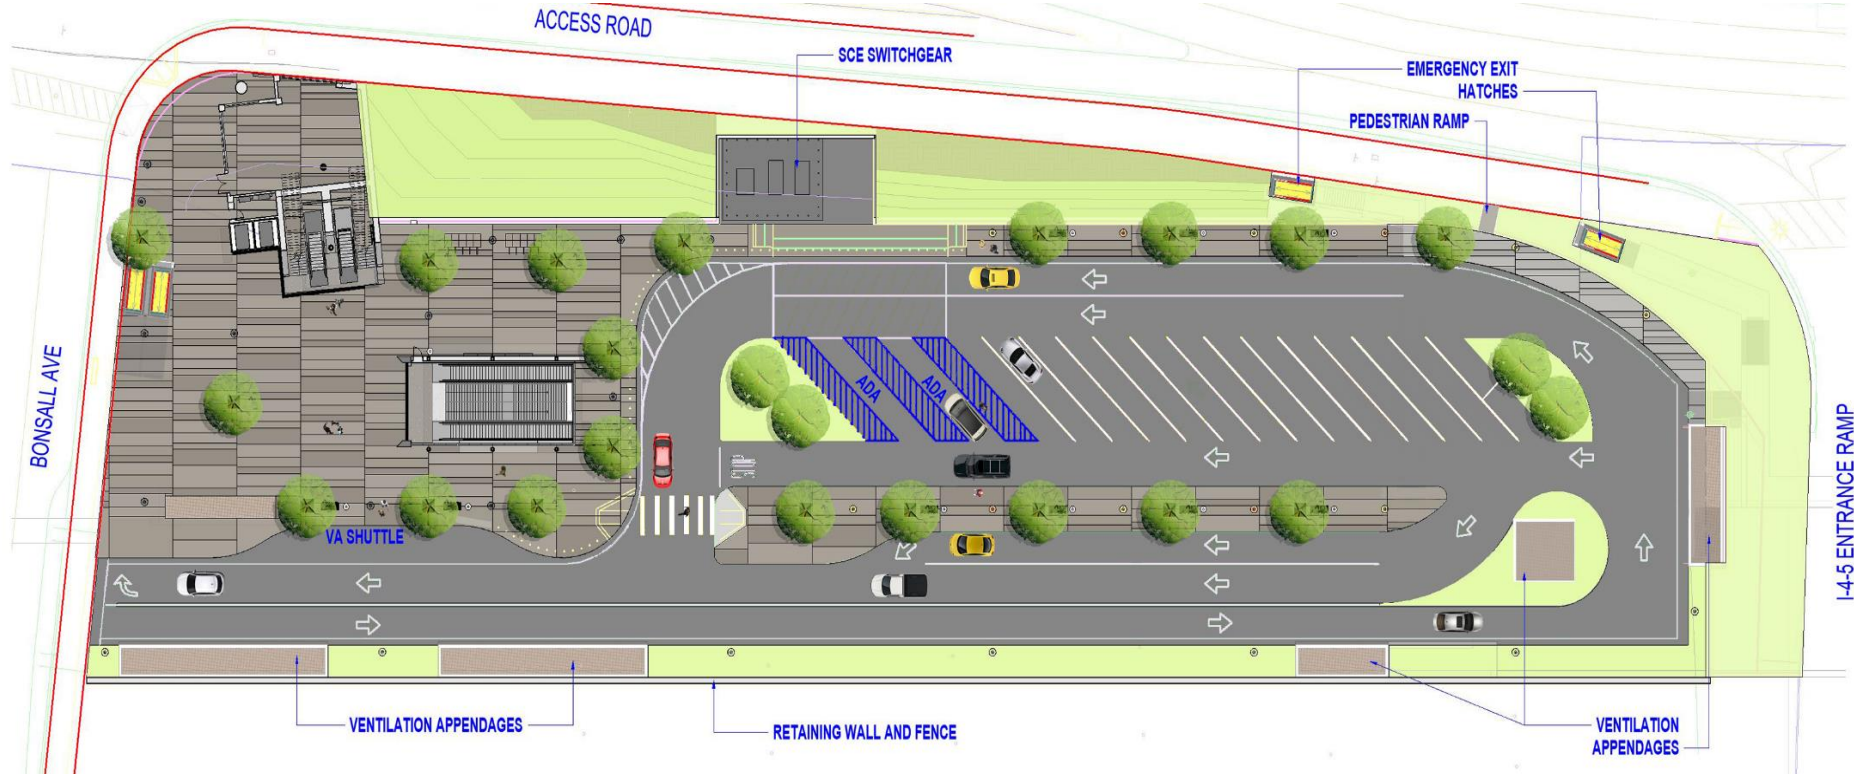 ACCESS ROAD
SCE SWITCHGEAR
EMERGENCY EXIT
HATCHES
PEDESTRIAN RAMP
BONSALL AVE
ADA
ADA
I-4-5 ENTRANCE RAMP
VA SHUTTLE
VENTILATION APPENDAGES
RETAINING WALL AND FENCE
VENTILATION
APPENDAGES